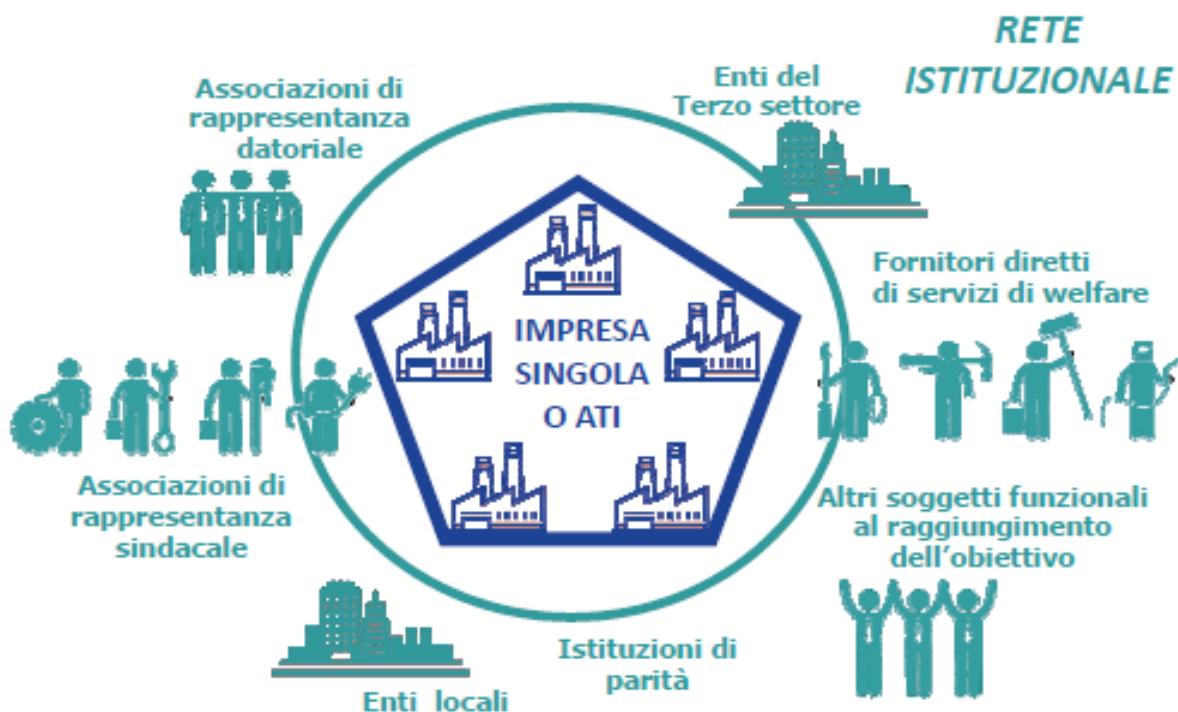 RETE
ISTITUZIONALE
Associazioni di
rappresentanza
datoriale
Enti del
Terzo settore
Fornitori diretti
di servizi di welfare
IMPRESA
SINGOLA
O ATI
Associazioni di
rappresentanza
sindacale
Altri soggetti funzionali
al raggiungimento
dell'obiettivo
Istituzioni di
parità
Enti locali